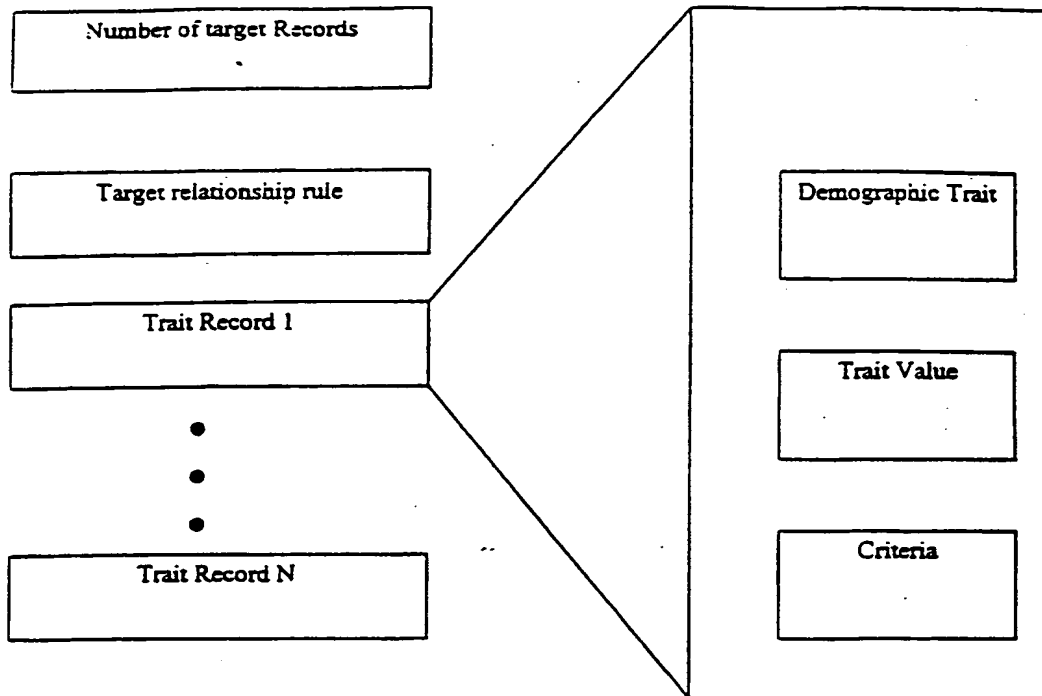 Number of target Records
Target relationship rule
Trait Record 1
Trait Record N
Demographic Trait
Trait Value
Criteria